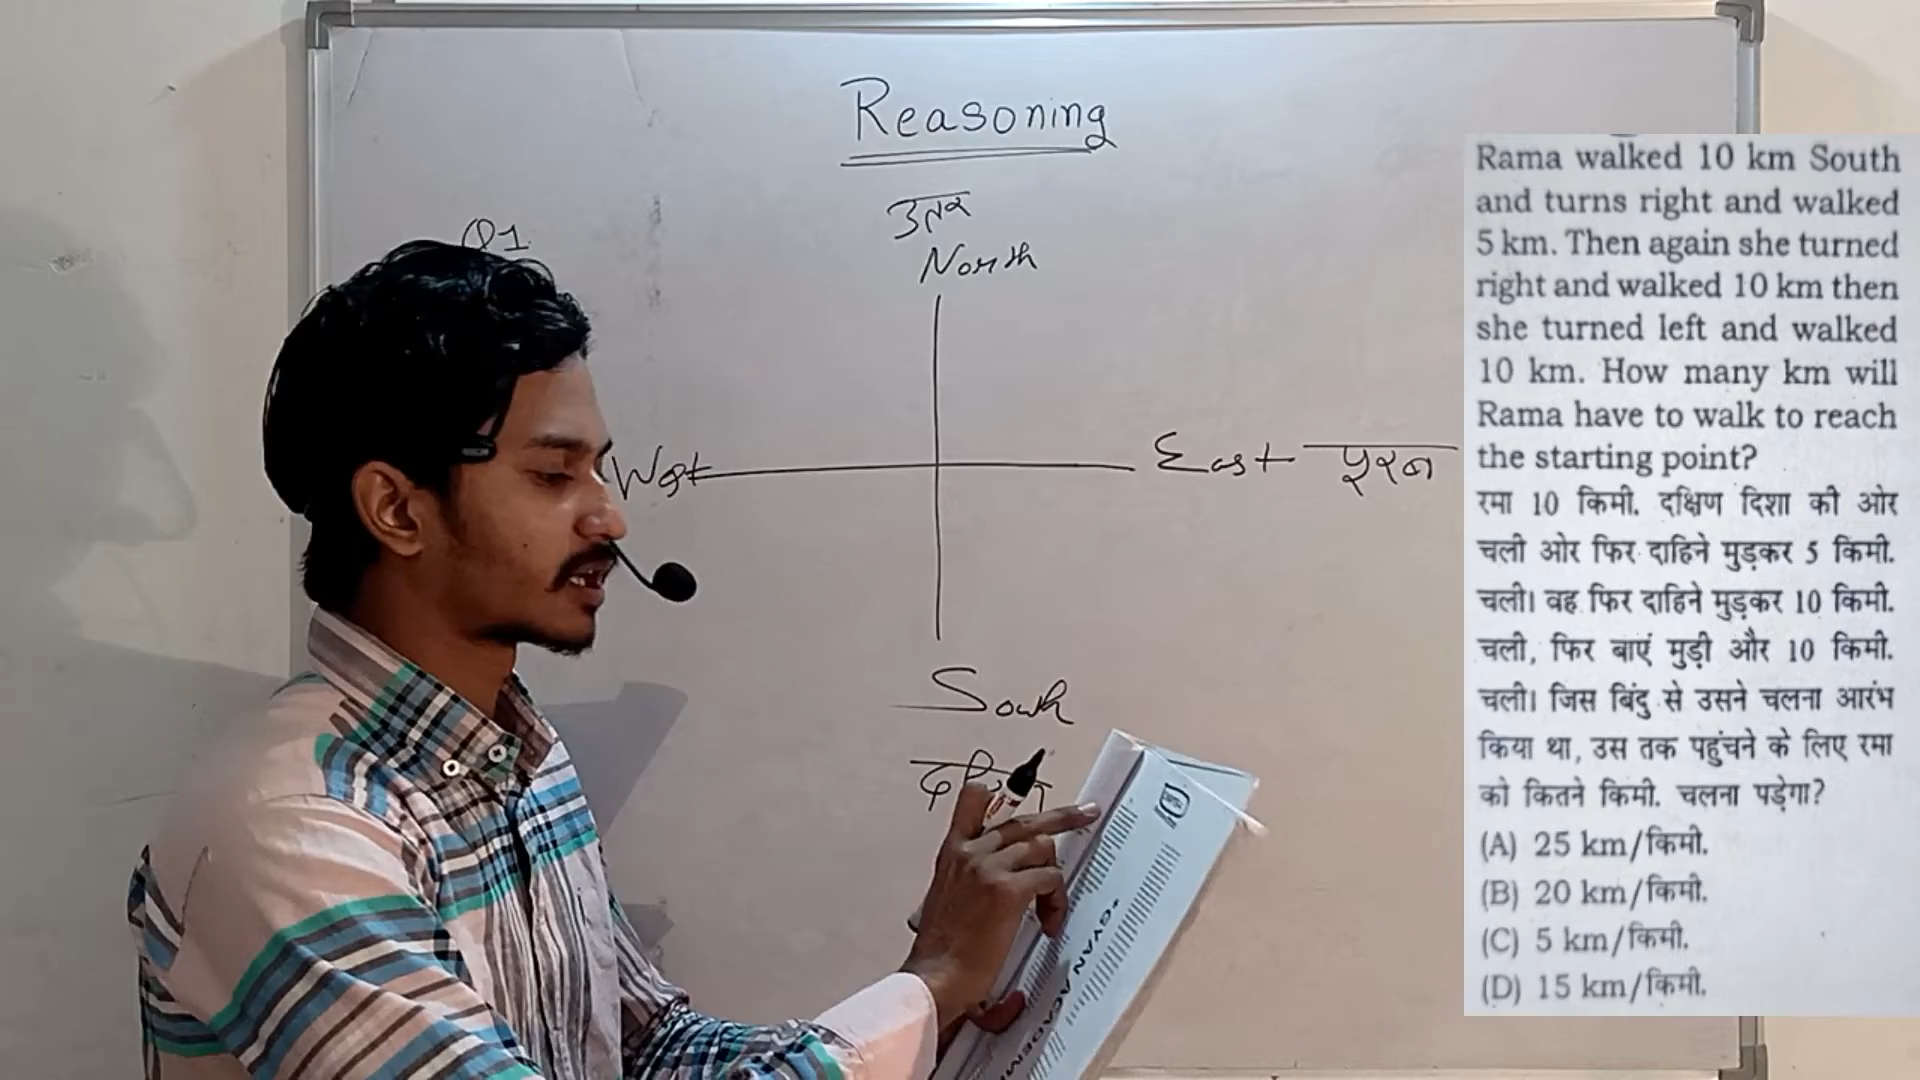 Reasoning
Q1.
उतर
North
West
East पुरब
South
GYAN ACADEMI
Rama walked 10 km South
and turns right and walked
5 km. Then again she turned
right and walked 10 km then
she turned left and walked
10 km. How many km will
Rama have to walk to reach
the starting point?
रमा 10 किमी. दक्षिण दिशा की ओर
चली ओर फिर दाहिने मुड़कर 5 किमी.
चली। वह फिर दाहिने मुड़कर 10 किमी.
चली, फिर बाएं मुड़ी और 10 किमी.
चली। जिस बिंदु से उसने चलना आरंभ
किया था, उस तक पहुंचने के लिए रमा
को कितने किमी. चलना पड़ेगा?
(A) 25 km/किमी.
(B) 20 km/किमी.
(C) 5 km/किमी.
(D) 15 km/किमी.